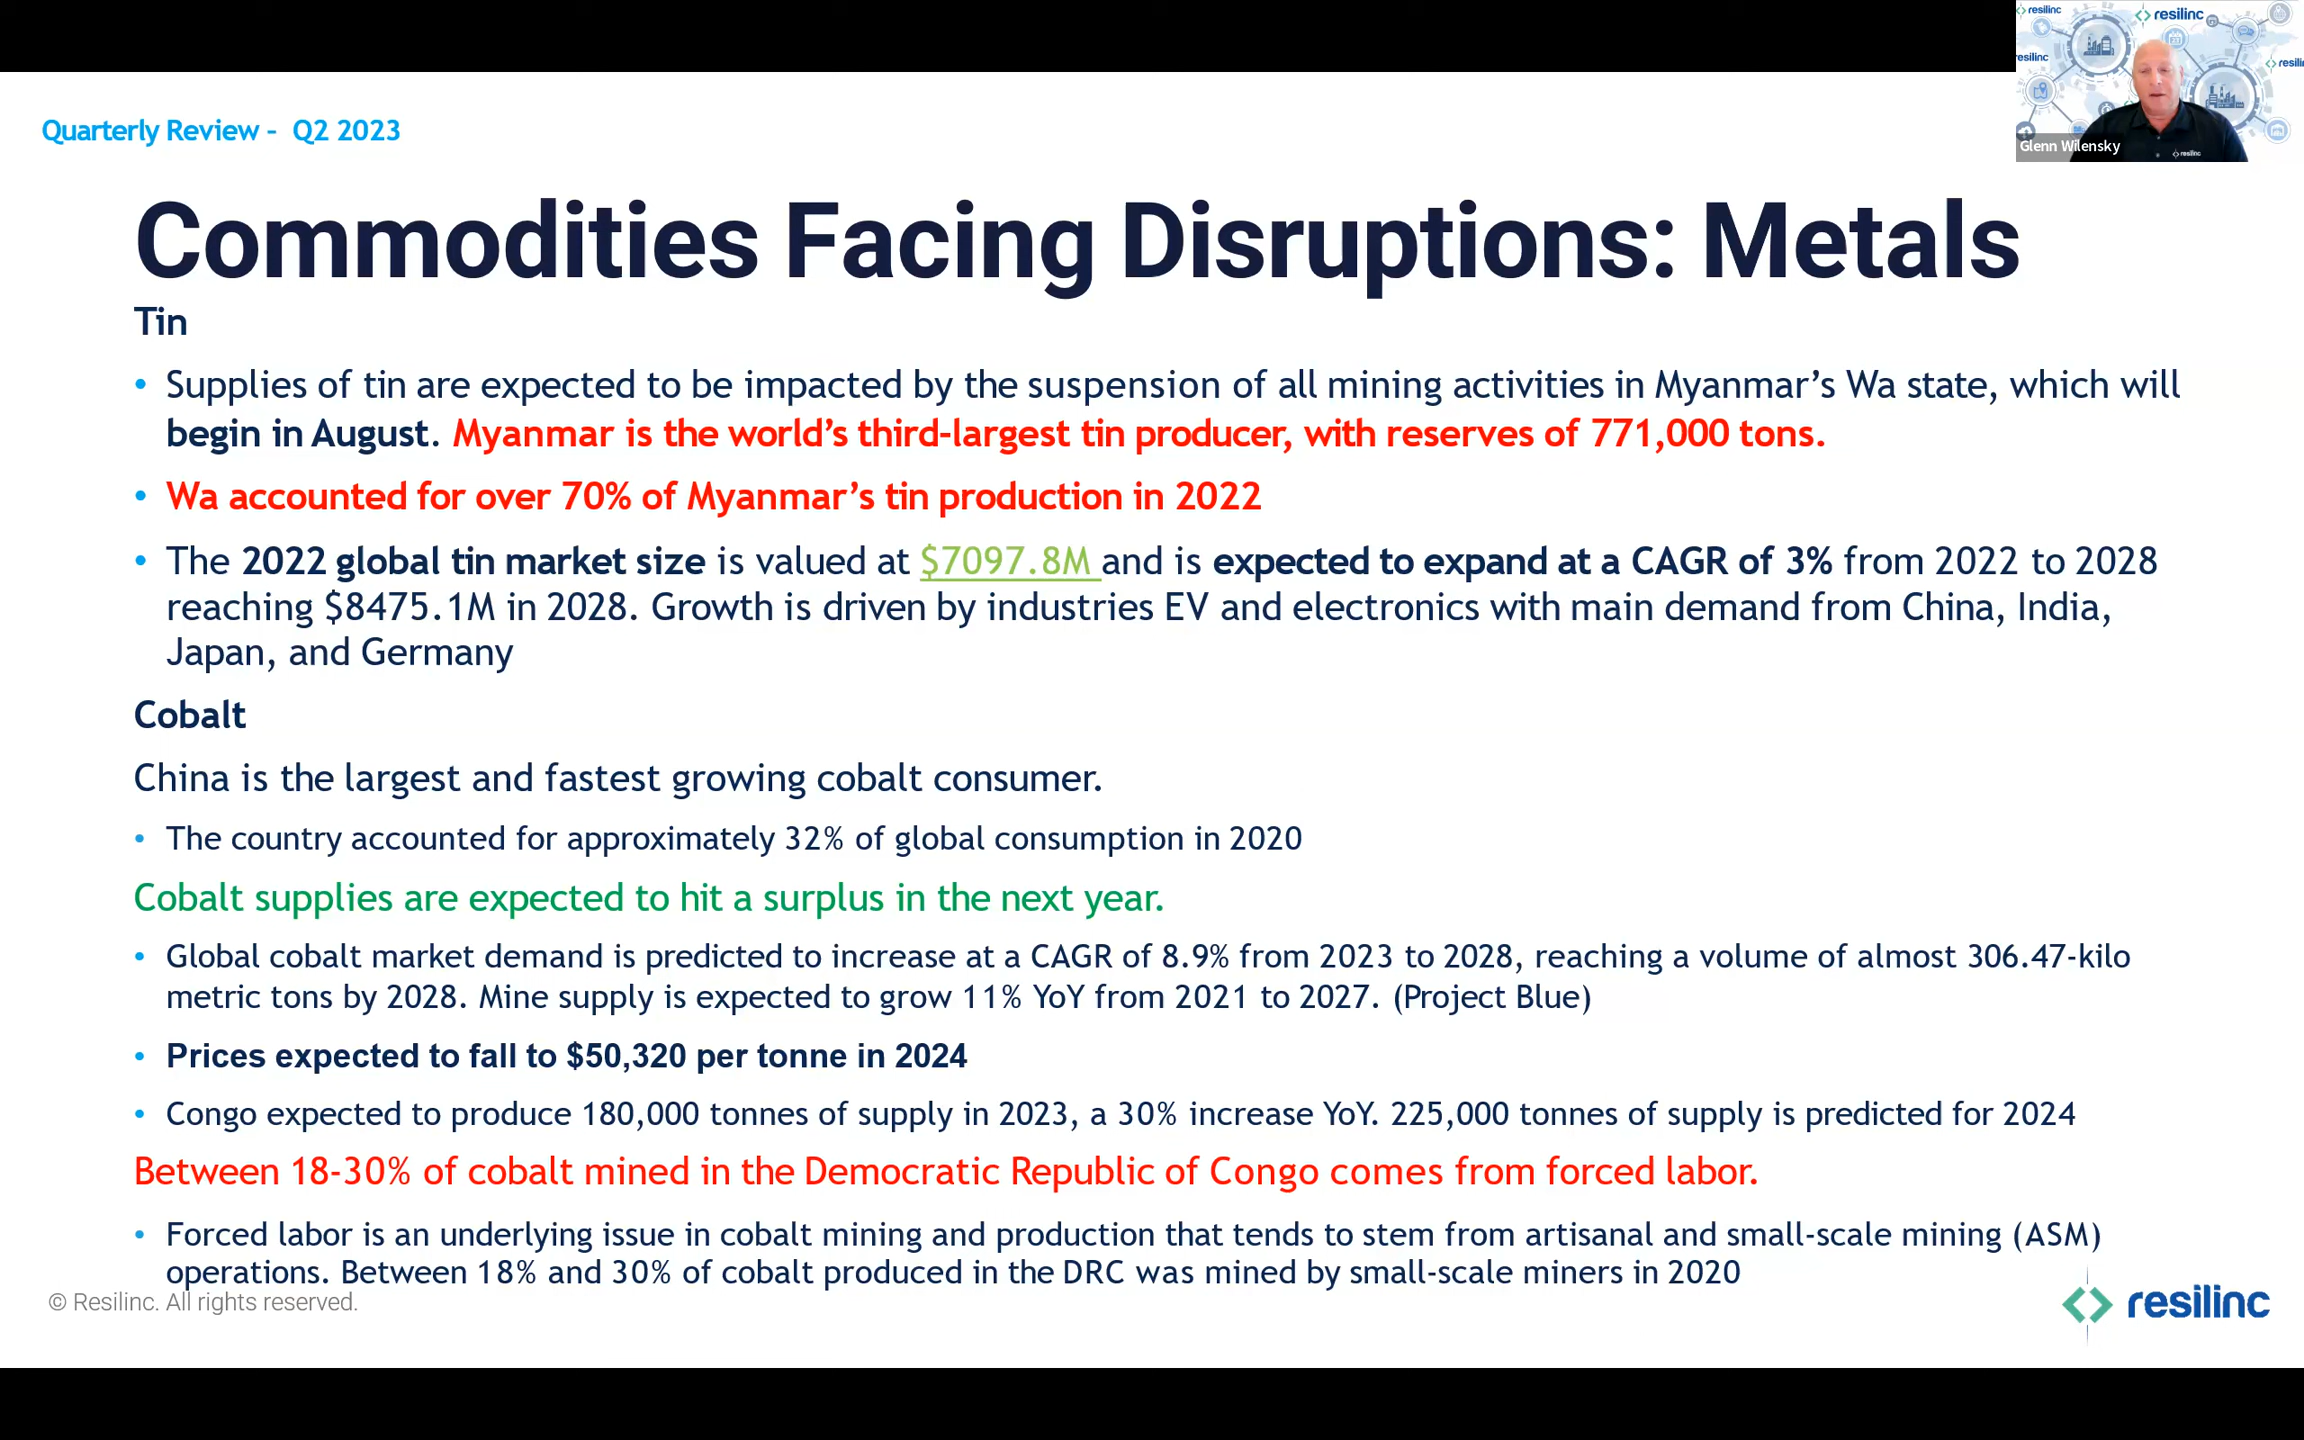 resilinc
resilinc
resilinc
Glenn Wilensky
resilinc
Quarterly Review - Q2 2023
Commodities Facing Disruptions: Metals
Tin
• Supplies of tin are expected to be impacted by the suspension of all mining activities in Myanmar’s Wa state, which will
begin in August. Myanmar is the world’s third-largest tin producer, with reserves of 771,000 tons.
• Wa accounted for over 70% of Myanmar’s tin production in 2022
• The 2022 global tin market size is valued at $7097.8M and is expected to expand at a CAGR of 3% from 2022 to 2028
reaching $8475.1M in 2028. Growth is driven by industries EV and electronics with main demand from China, India,
Japan, and Germany
Cobalt
China is the largest and fastest growing cobalt consumer.
• The country accounted for approximately 32% of global consumption in 2020
Cobalt supplies are expected to hit a surplus in the next year.
• Global cobalt market demand is predicted to increase at a CAGR of 8.9% from 2023 to 2028, reaching a volume of almost 306.47-kilo
metric tons by 2028. Mine supply is expected to grow 11% YoY from 2021 to 2027. (Project Blue)
• Prices expected to fall to $50,320 per tonne in 2024
• Congo expected to produce 180,000 tonnes of supply in 2023, a 30% increase YoY. 225,000 tonnes of supply is predicted for 2024
Between 18-30% of cobalt mined in the Democratic Republic of Congo comes from forced labor.
• Forced labor is an underlying issue in cobalt mining and production that tends to stem from artisanal and small-scale mining (ASM)
operations. Between 18% and 30% of cobalt produced in the DRC was mined by small-scale miners in 2020
© Resilinc. All rights reserved.
resilinc